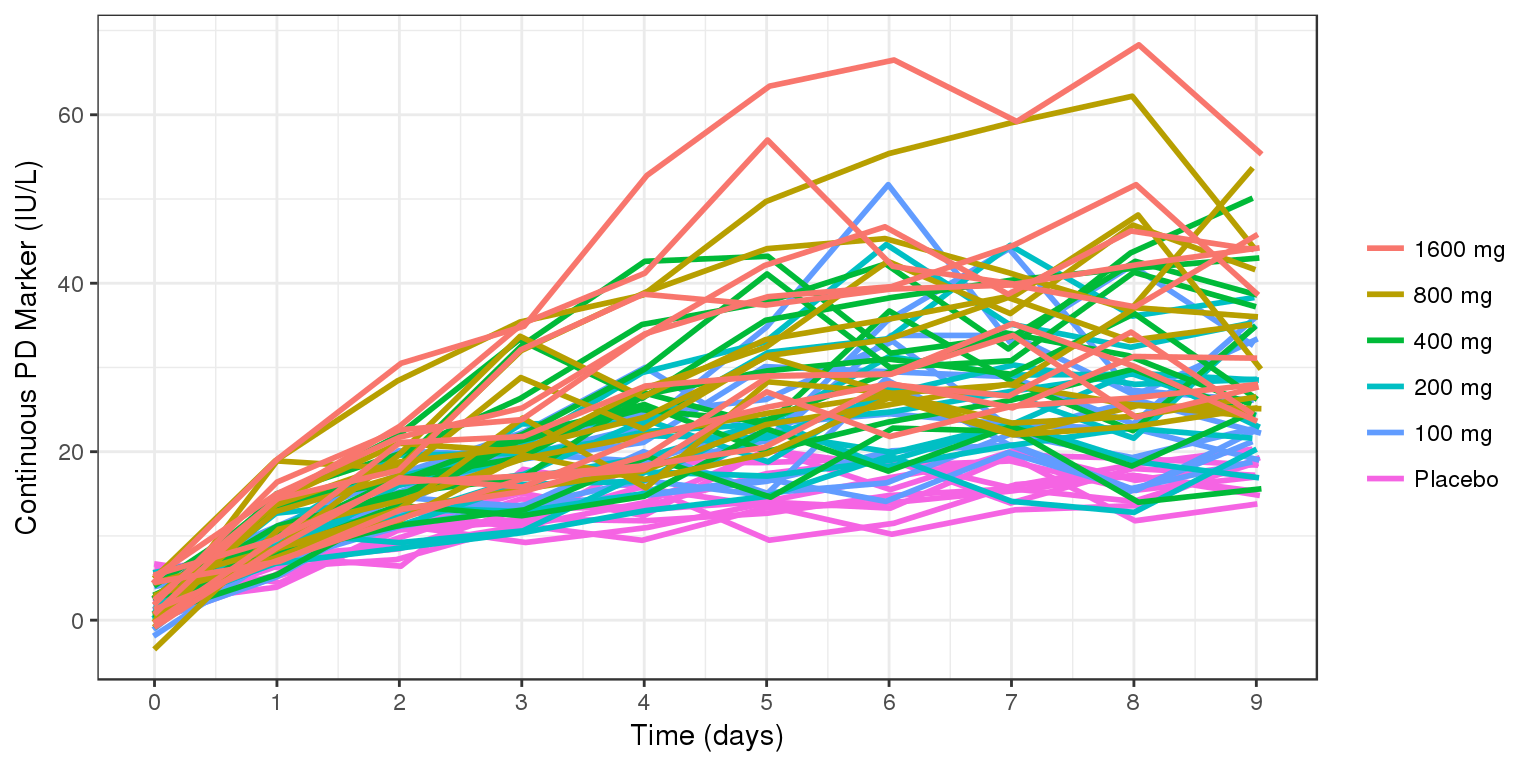 Continuous PD Marker (IU/L)
60
40
20
0
0 1 2 3 4 5 6 7 8 9
Time (days)
1600 mg
800 mg
400 mg
200 mg
100 mg
Placebo